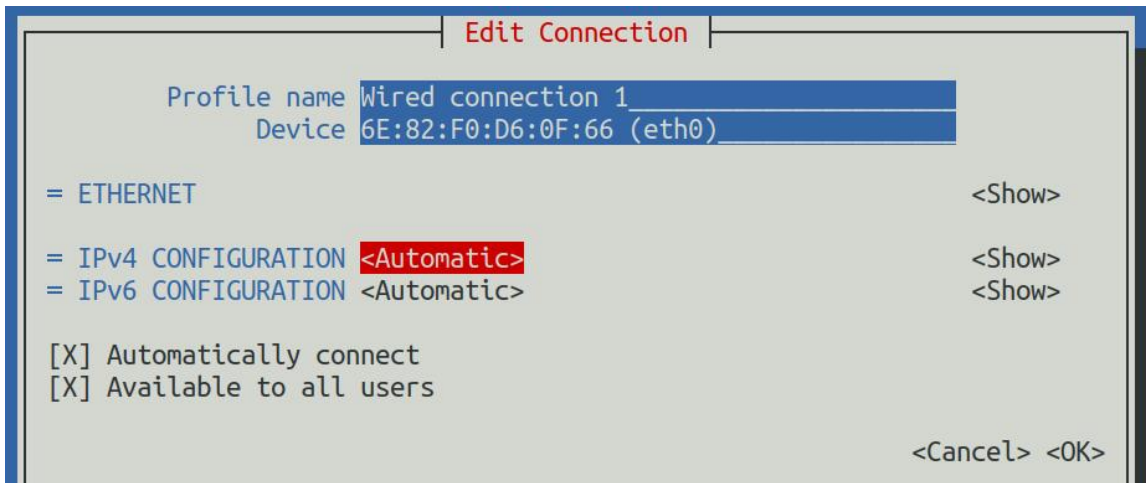 Edit Connection
Profile name Wired connection 1
Device 6E:82:F0:D6:0F:66 (eth0)
= ETHERNET <Show>
= IPv4 CONFIGURATION <Automatic> <Show>
= IPv6 CONFIGURATION <Automatic> <Show>
[X] Automatically connect
[X] Available to all users
<Cancel> <OK>